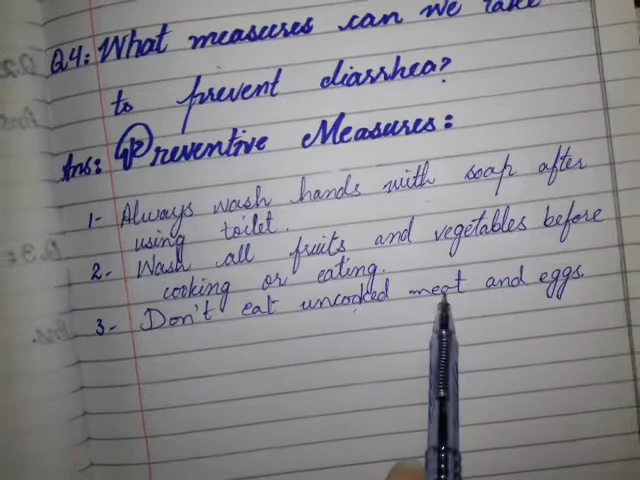 Q4: What measures can we take
to prevent diarrhea?
Ans: Preventive Measures:
1- Always wash hands with soap after
using toilet.
2- Wash all fruits and vegetables before
cooking or eating.
3- Don't eat uncooked meat and eggs.